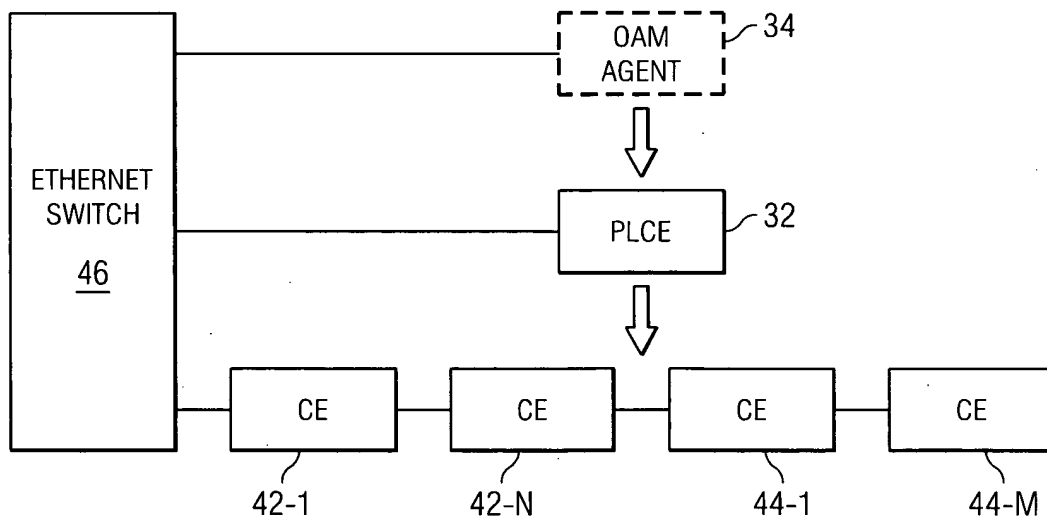 OAM
AGENT
34
ETHERNET
SWITCH
46
PLCE
32
CE
CE
CE
CE
42-1
42-N
44-1
44-M